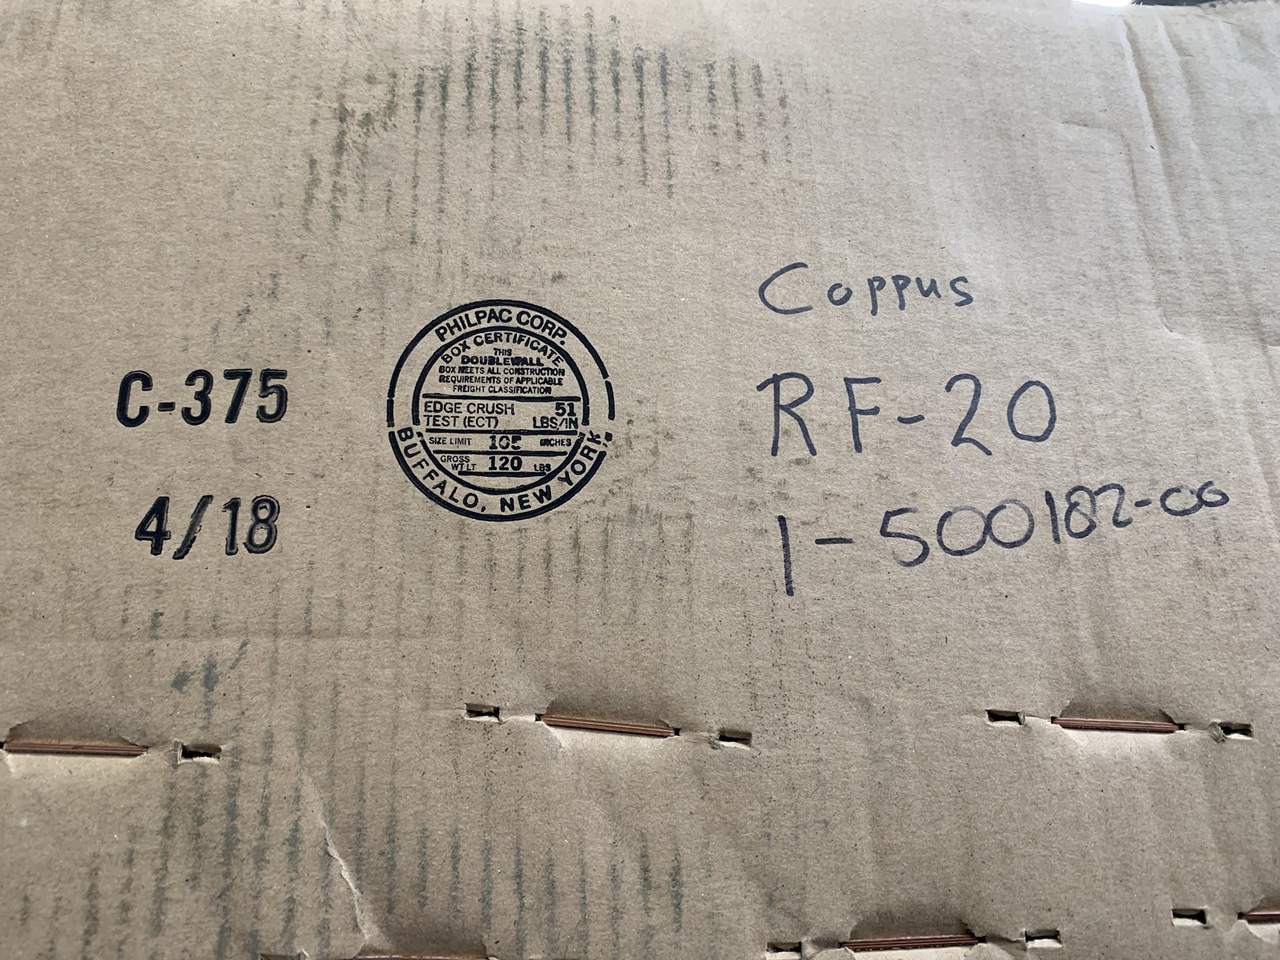 C-375
4/18
PHILPAC CORP.
BOX CERTIFICATE
THIS
DOUBLEWALL
BOX MEETS ALL CONSTRUCTION
REQUIREMENTS OF APPLICABLE
FREIGHT CLASSIFICATION
EDGE CRUSH TEST (ECT) 51 LBS/IN
SIZE LIMIT 105 INCHES
GROSS WT LT 120 LBS
BUFFALO, NEW YORK
Coppus
RF-20
1-500182-00